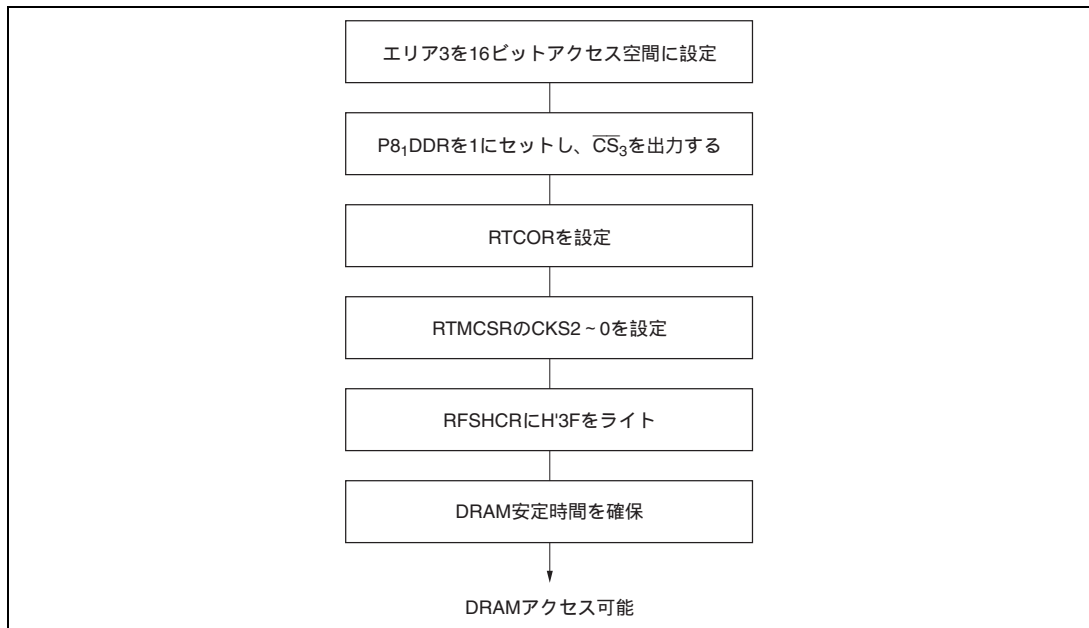 エリア3を16ビットアクセス空間に設定
P8₁DDRを1にセットし、C̅S̅₃を出力する
RTCORを設定
RTMCSRのCKS2～0を設定
RFSHCRにH'3Fをライト
DRAM安定時間を確保
DRAMアクセス可能